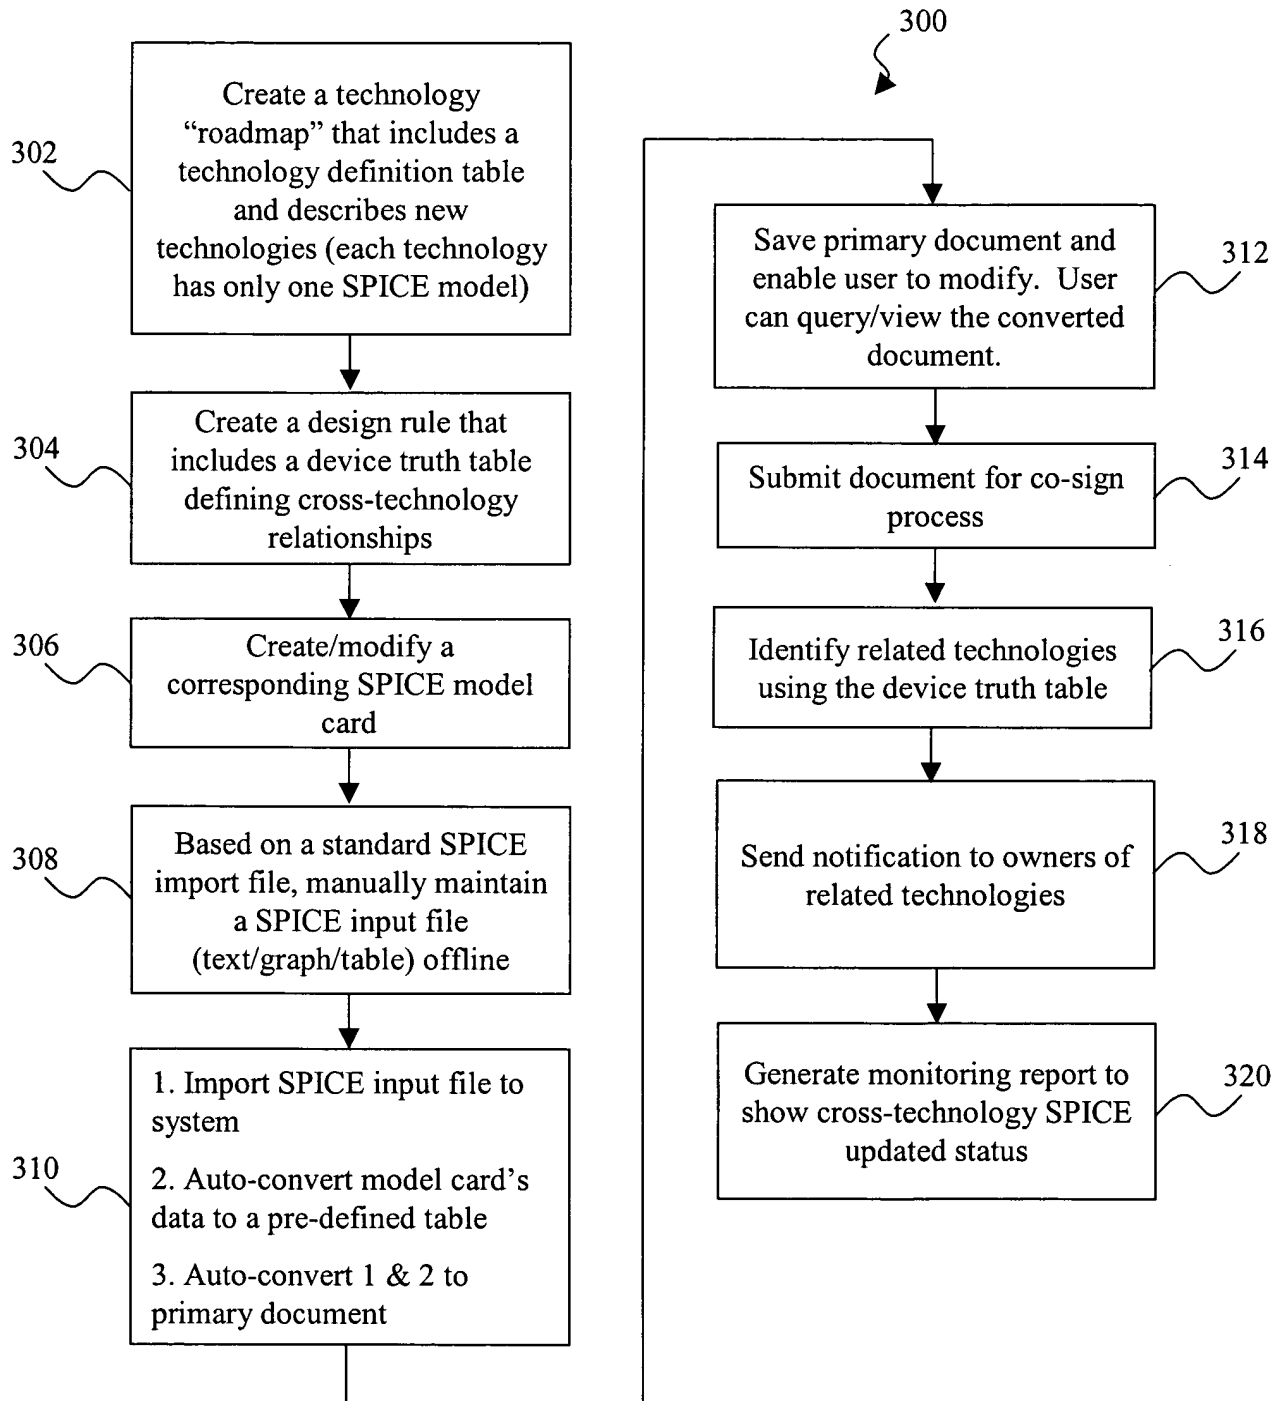 300
302
Create a technology
“roadmap” that includes a
technology definition table
and describes new
technologies (each technology
has only one SPICE model)
304
Create a design rule that
includes a device truth table
defining cross-technology
relationships
306
Create/modify a
corresponding SPICE model
card
308
Based on a standard SPICE
import file, manually maintain
a SPICE input file
(text/graph/table) offline
310
1. Import SPICE input file to
system
2. Auto-convert model card’s
data to a pre-defined table
3. Auto-convert 1 & 2 to
primary document
312
Save primary document and
enable user to modify.  User
can query/view the converted
document.
314
Submit document for co-sign
process
316
Identify related technologies
using the device truth table
318
Send notification to owners of
related technologies
320
Generate monitoring report to
show cross-technology SPICE
updated status